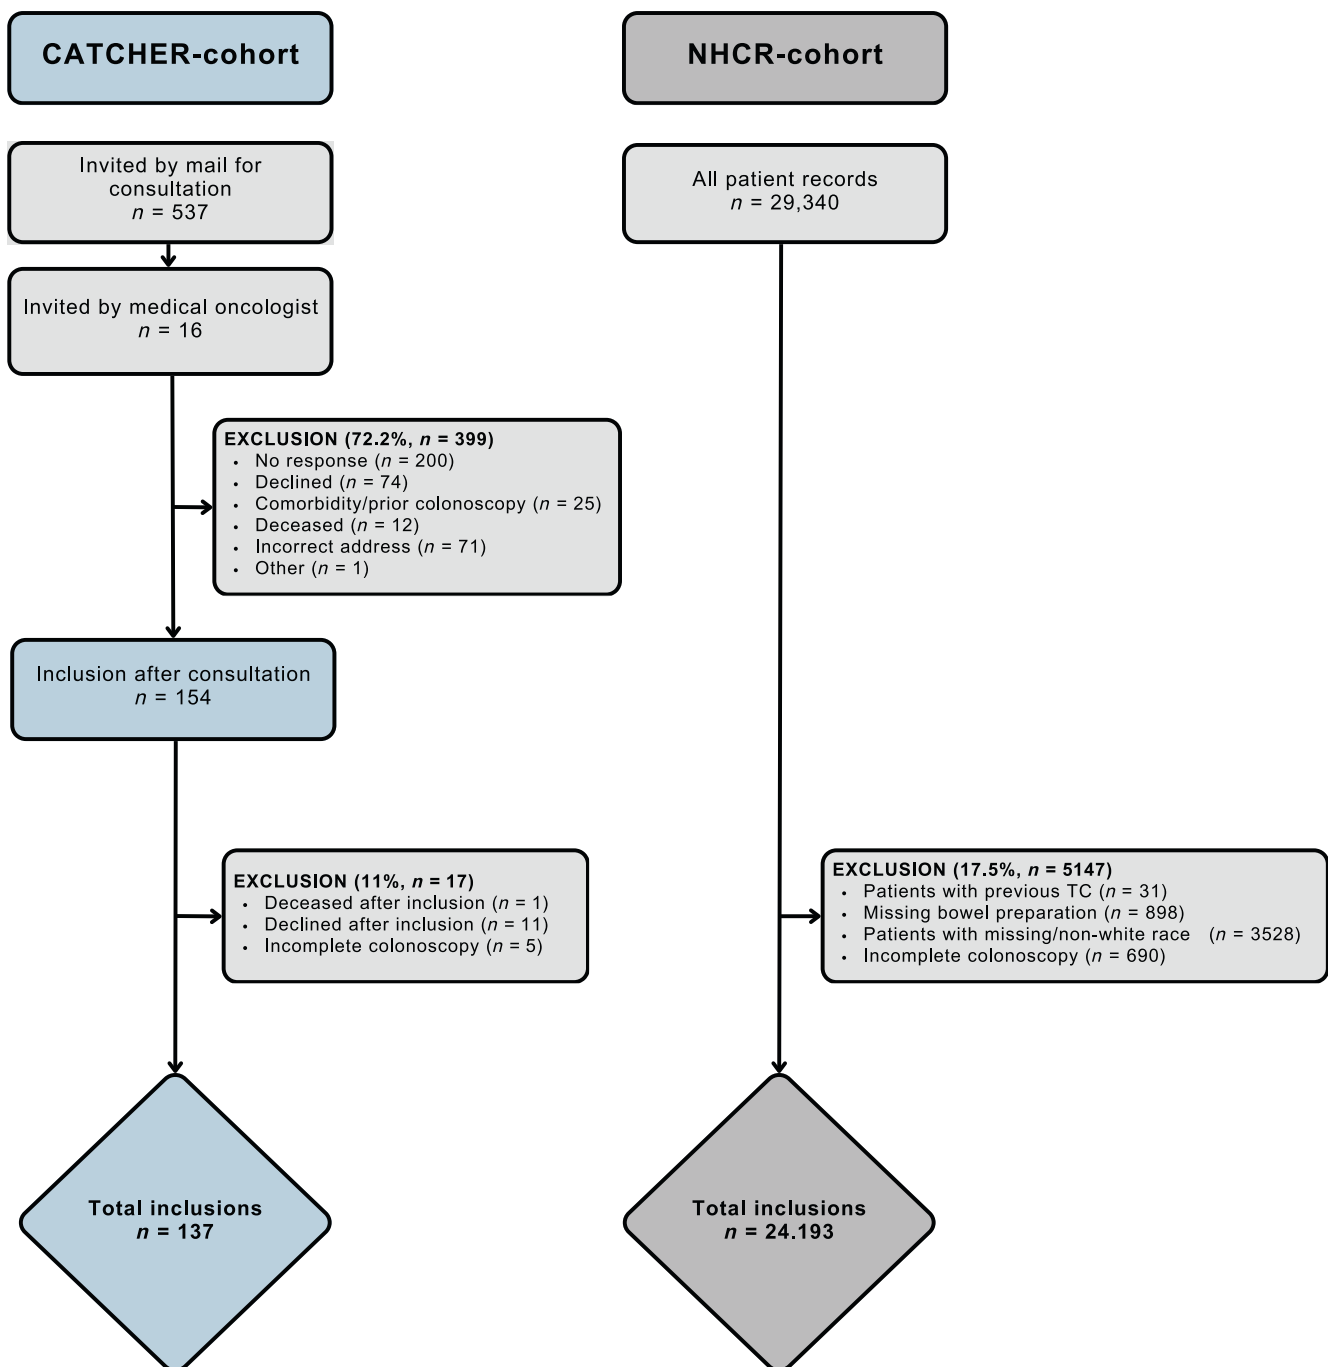 CATCHER-cohort
Invited by mail for
consultation
n = 537
Invited by medical oncologist
n = 16
EXCLUSION (72.2%, n = 399)
• No response (n = 200)
• Declined (n = 74)
• Comorbidity/prior colonoscopy (n = 25)
• Deceased (n = 12)
• Incorrect address (n = 71)
• Other (n = 1)
Inclusion after consultation
n = 154
EXCLUSION (11%, n = 17)
• Deceased after inclusion (n = 1)
• Declined after inclusion (n = 11)
• Incomplete colonoscopy (n = 5)
Total inclusions
n = 137
NHCR-cohort
All patient records
n = 29,340
EXCLUSION (17.5%, n = 5147)
• Patients with previous TC (n = 31)
• Missing bowel preparation (n = 898)
• Patients with missing/non-white race (n = 3528)
• Incomplete colonoscopy (n = 690)
Total inclusions
n = 24.193